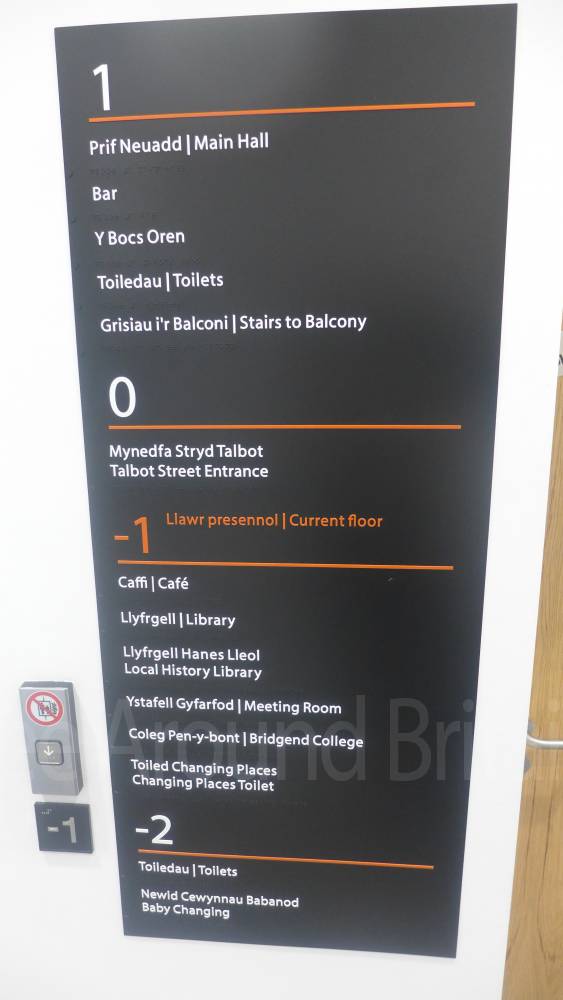 1
Prif Neuadd | Main Hall
Bar
Y Bocs Oren
Toiledau | Toilets
Grisiau i'r Balconi | Stairs to Balcony
0
Mynedfa Stryd Talbot
Talbot Street Entrance
-1 Llawr presennol | Current floor
Caffi | Café
Llyfrgell | Library
Llyfrgell Hanes Lleol
Local History Library
Ystafell Gyfarfod | Meeting Room
Coleg Pen-y-bont | Bridgend College
Toiled Changing Places
Changing Places Toilet
-2
Toiledau | Toilets
Newid Cewynnau Babanod
Baby Changing
-1
Around